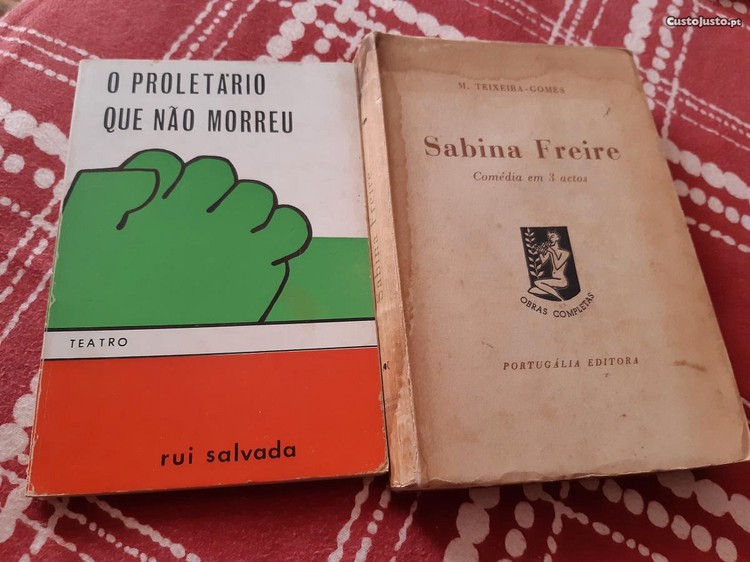 CustoJusto.pt
O PROLETÁRIO
QUE NÃO MORREU
TEATRO
rui salvada
M. TEIXEIRA-GOMES
Sabina Freire
Comédia em 3 actos
OBRAS COMPLETAS
PORTUGÁLIA EDITORA